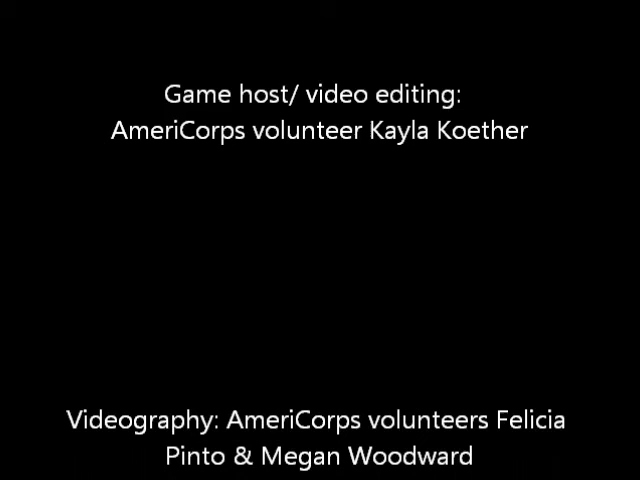 Game host/ video editing:
AmeriCorps volunteer Kayla Koether
Videography: AmeriCorps volunteers Felicia
Pinto & Megan Woodward